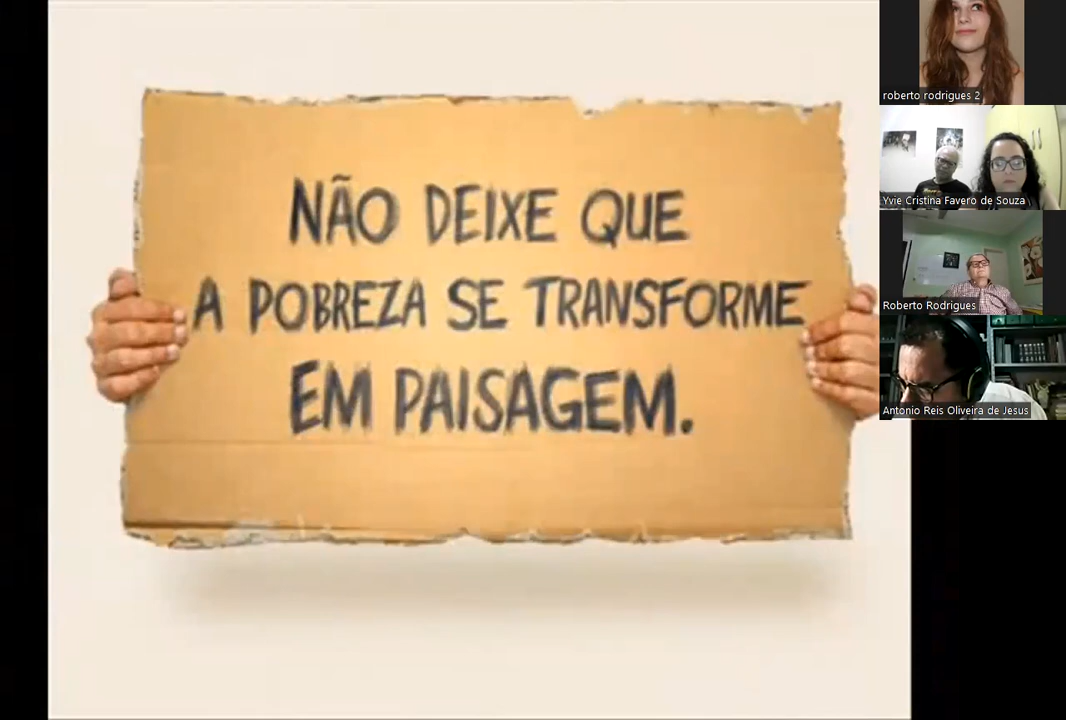 NÃO DEIXE QUE
A POBREZA SE TRANSFORME
EM PAISAGEM.
roberto rodrigues 2
Yvie Cristina Favero de Souza
Roberto Rodrigues
Antonio Reis Oliveira de Jesus